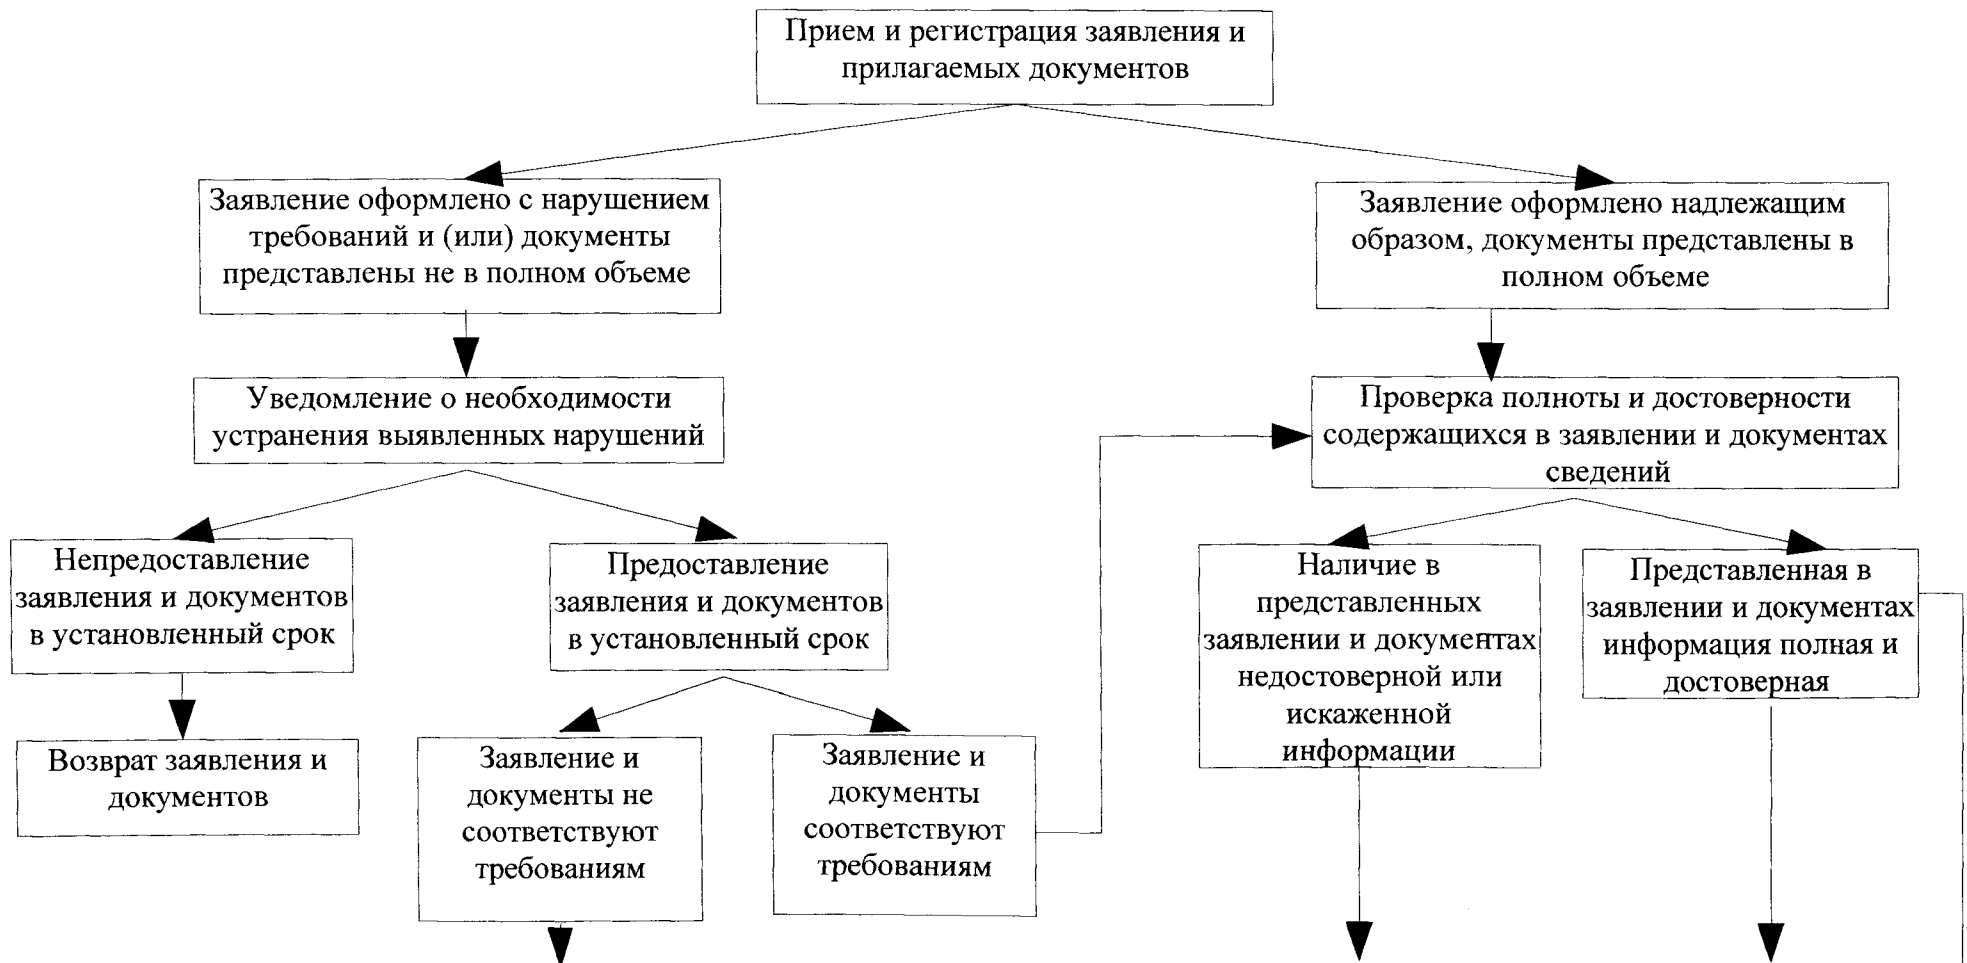 Прием и регистрация заявления и
прилагаемых документов
Заявление оформлено с нарушением
требований и (или) документы
представлены не в полном объеме
Заявление оформлено надлежащим
образом, документы представлены в
полном объеме
Уведомление о необходимости
устранения выявленных нарушений
Проверка полноты и достоверности
содержащихся в заявлении и документах
сведений
Непредоставление
заявления и документов
в установленный срок
Предоставление
заявления и документов
в установленный срок
Наличие в
представленных
заявлении и документах
недостоверной или
искаженной
информации
Представленная в
заявлении и документах
информация полная и
достоверная
Возврат заявления и
документов
Заявление и
документы не
соответствуют
требованиям
Заявление и
документы
соответствуют
требованиям